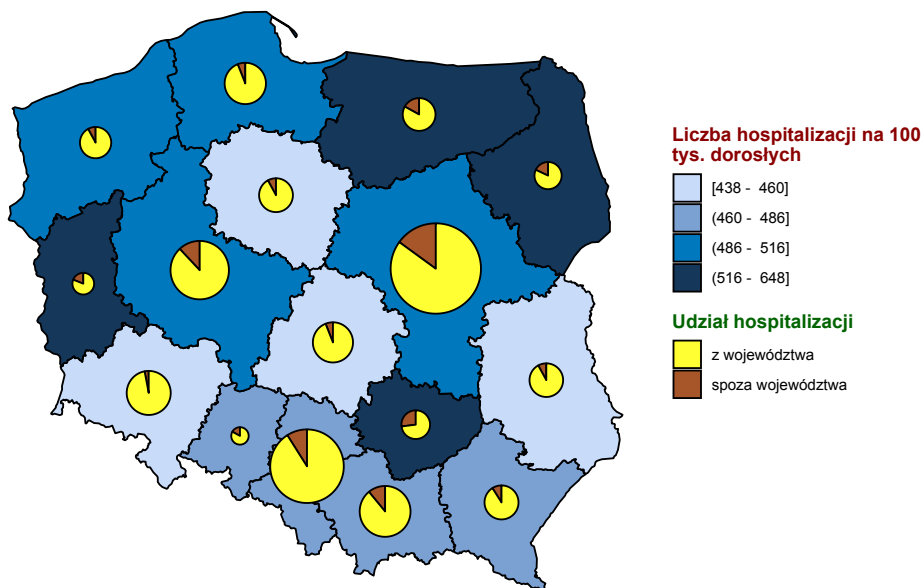 Liczba hospitalizacji na 100
tys. dorosłych
[438 - 460]
(460 - 486]
(486 - 516]
(516 - 648]
Udział hospitalizacji
z województwa
spoza województwa